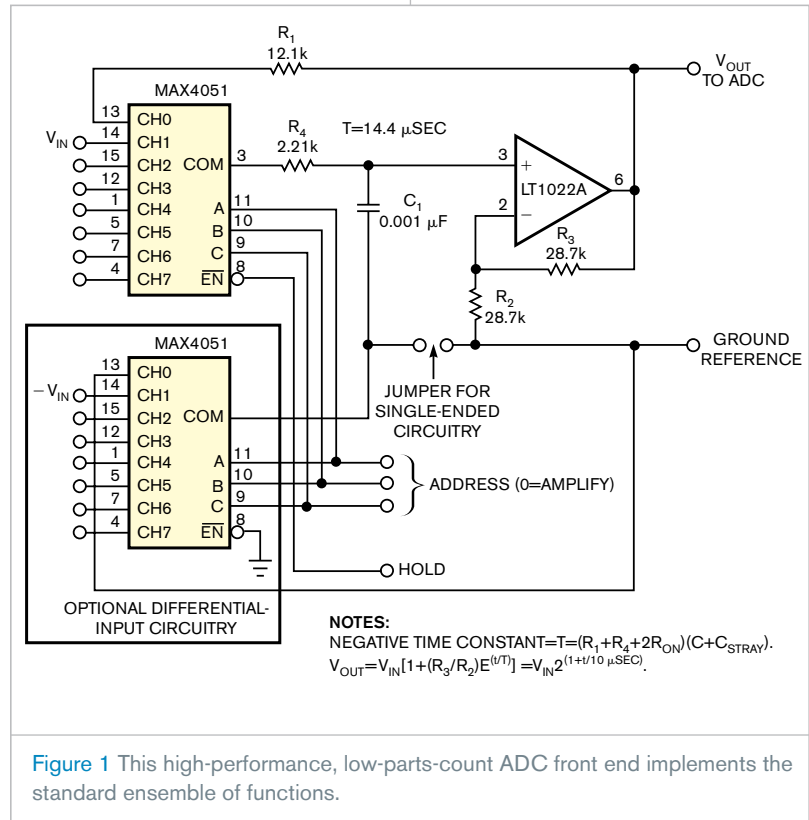 R1
12.1k
MAX4051
VOUT
TO ADC
13 CH0
VIN 14 CH1
15 CH2
12 CH3
1 CH4
5 CH5
7 CH6
4 CH7
COM 3
A 11
B 10
C 9
EN 8
R4
2.21k
T=14.4 μSEC
C1
0.001 μF
3 +
2 −
LT1022A
6
R3
28.7k
R2
28.7k
GROUND
REFERENCE
JUMPER FOR
SINGLE-ENDED
CIRCUITRY
MAX4051
13 CH0
−VIN 14 CH1
15 CH2
12 CH3
1 CH4
5 CH5
7 CH6
4 CH7
COM
A 11
B 10
C 9
EN 8
ADDRESS (0=AMPLIFY)
HOLD
OPTIONAL DIFFERENTIAL-
INPUT CIRCUITRY
NOTES:
NEGATIVE TIME CONSTANT=T=(R1+R4+2RON)(C+CSTRAY).
VOUT=VIN[1+(R3/R2)E(t/T)] =VIN2(1+t/10 μSEC).
Figure 1 This high-performance, low-parts-count ADC front end implements the
standard ensemble of functions.